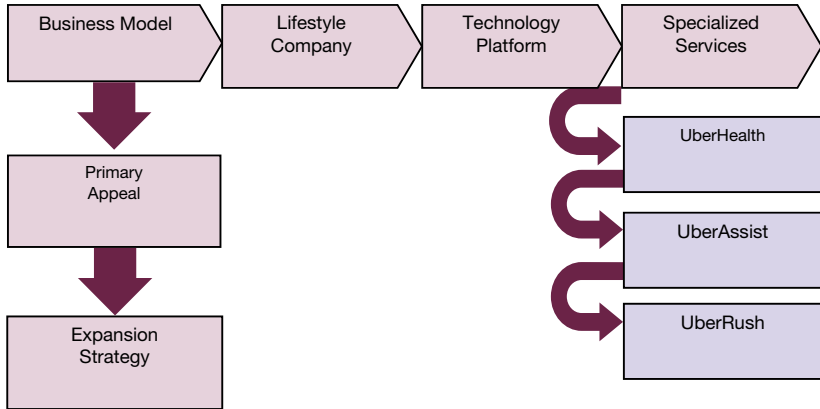 Business Model
Lifestyle
Company
Technology
Platform
Specialized
Services
UberHealth
Primary
Appeal
UberAssist
UberRush
Expansion
Strategy